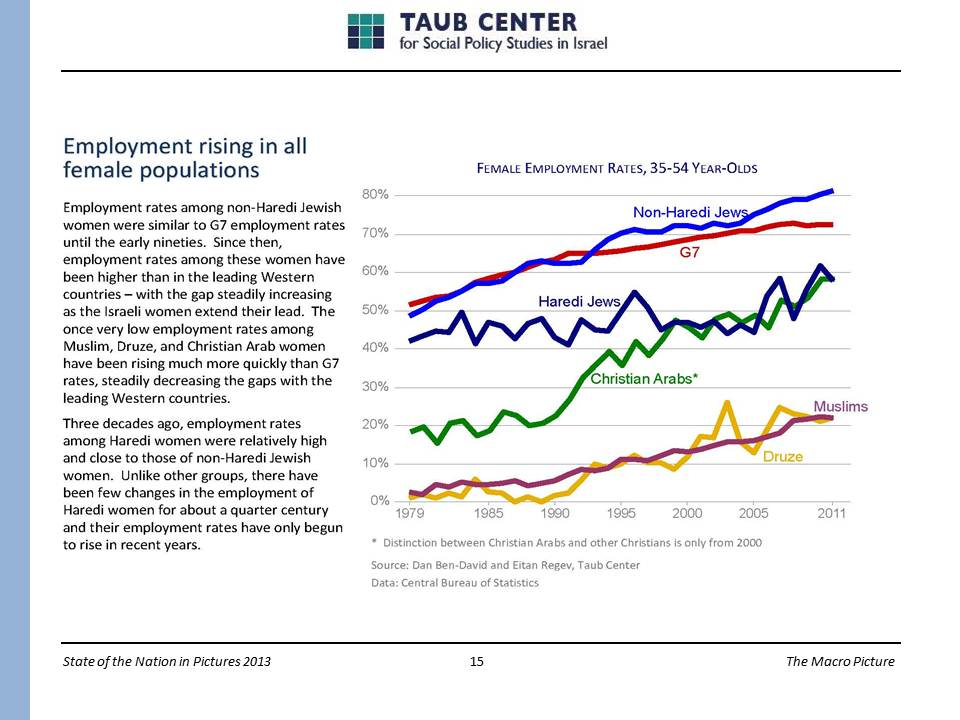 TAUB CENTER
for Social Policy Studies in Israel
Employment rising in all
female populations
Employment rates among non-Haredi Jewish
women were similar to G7 employment rates
until the early nineties. Since then,
employment rates among these women have
been higher than in the leading Western
countries – with the gap steadily increasing
as the Israeli women extend their lead. The
once very low employment rates among
Muslim, Druze, and Christian Arab women
have been rising much more quickly than G7
rates, steadily decreasing the gaps with the
leading Western countries.
Three decades ago, employment rates
among Haredi women were relatively high
and close to those of non-Haredi Jewish
women. Unlike other groups, there have
been few changes in the employment of
Haredi women for about a quarter century
and their employment rates have only begun
to rise in recent years.
Female Employment Rates, 35-54 Year-Olds
80%
70%
60%
50%
40%
30%
20%
10%
0%
Non-Haredi Jews
G7
Haredi Jews
Christian Arabs*
Muslims
Druze
1979 1985 1990 1995 2000 2005 2011
* Distinction between Christian Arabs and other Christians is only from 2000
Source: Dan Ben-David and Eitan Regev, Taub Center
Data: Central Bureau of Statistics
State of the Nation in Pictures 2013 15 The Macro Picture